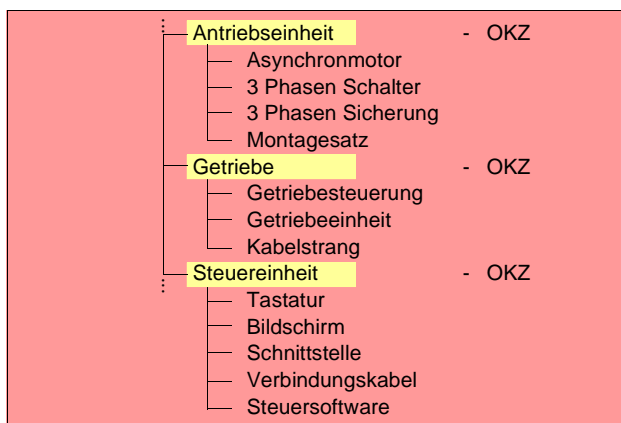 Antriebseinheit - OKZ
Asynchronmotor
3 Phasen Schalter
3 Phasen Sicherung
Montagesatz
Getriebe - OKZ
Getriebesteuerung
Getriebeeinheit
Kabelstrang
Steuereinheit - OKZ
Tastatur
Bildschirm
Schnittstelle
Verbindungskabel
Steuersoftware